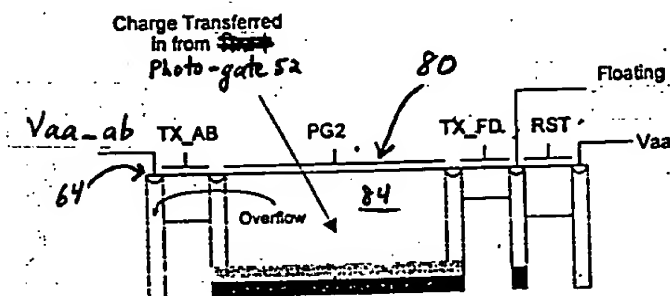 Charge Transferred
in from
Photo-gate 52
80
Floating
Vaa_ab
TX_AB
PG2
TX_FD
RST
Vaa
64
Overflow
84